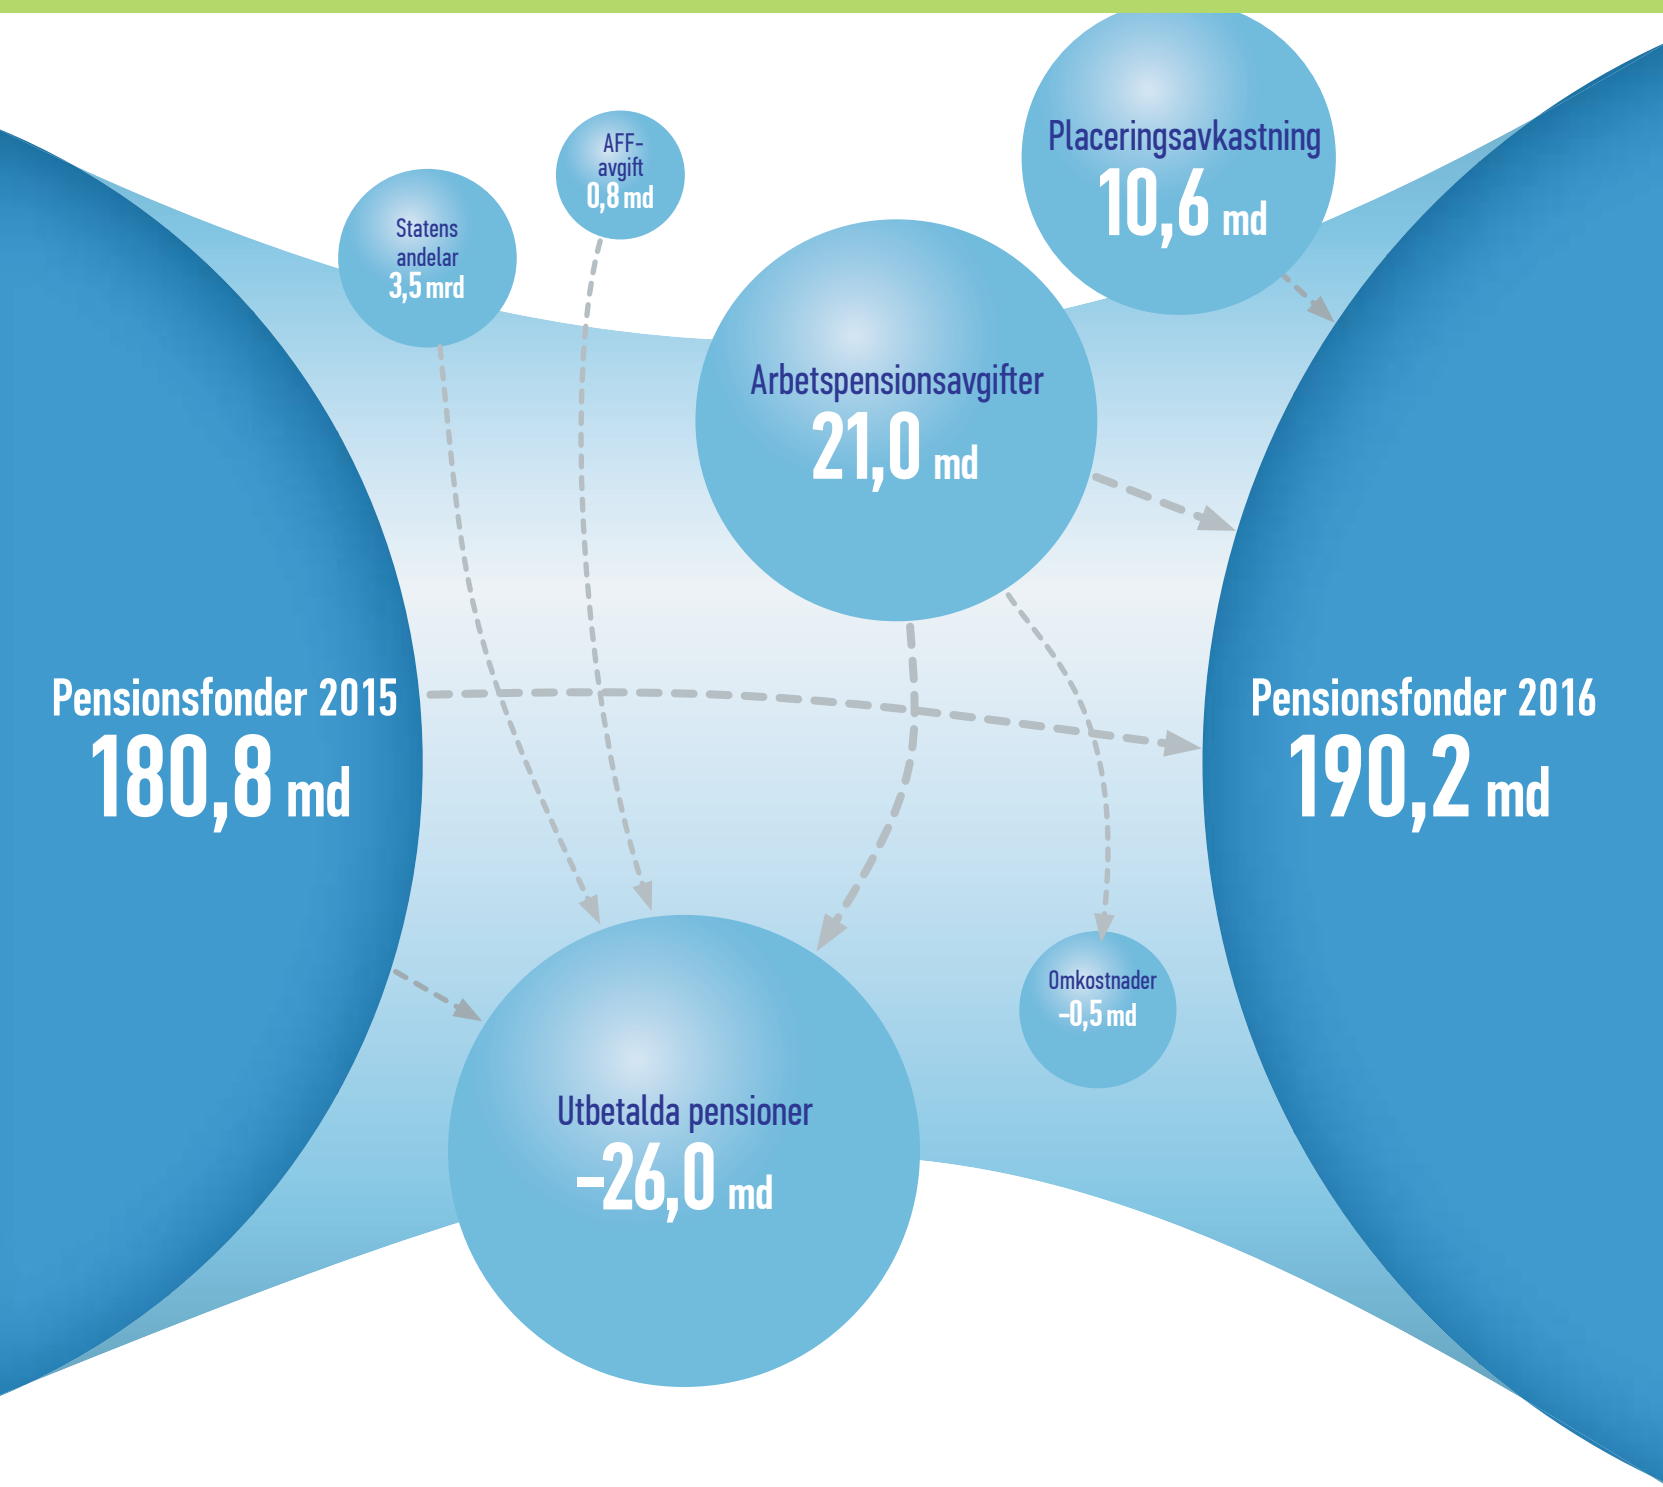 Placeringsavkastning
10,6 md
AFF-
avgift
0,8 md
Statens
andelar
3,5 mrd
Arbetspensionsavgifter
21,0 md
Pensionsfonder 2015
180,8 md
Pensionsfonder 2016
190,2 md
Omkostnader
–0,5 md
Utbetalda pensioner
–26,0 md